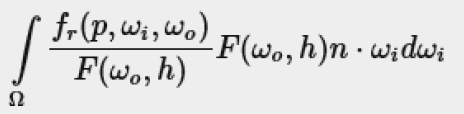 ∫_Ω f_r(p, ω_i, ω_o) / F(ω_o, h) F(ω_o, h)n · ω_i dω_i